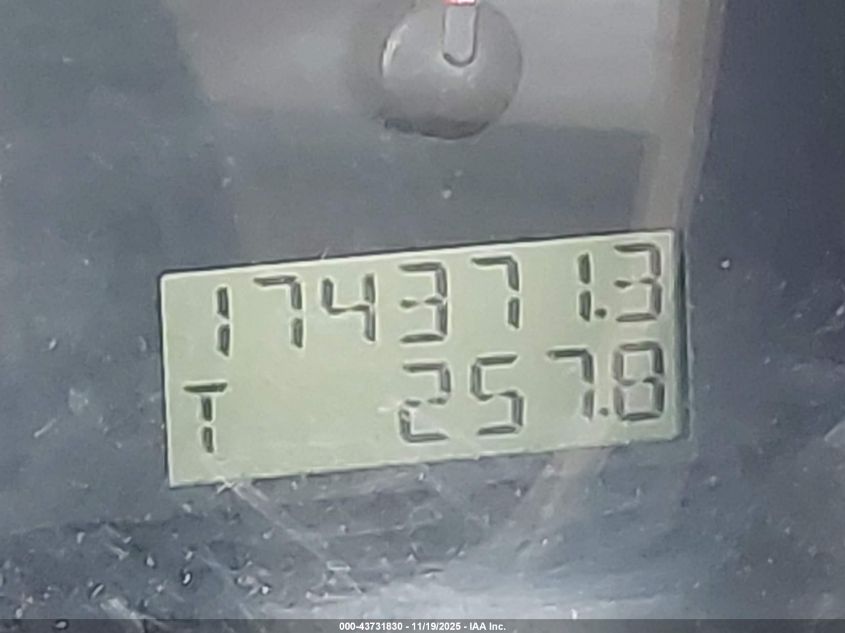 174371.3
T 257.8
000-43731830 - 11/19/2025 - IAA Inc.